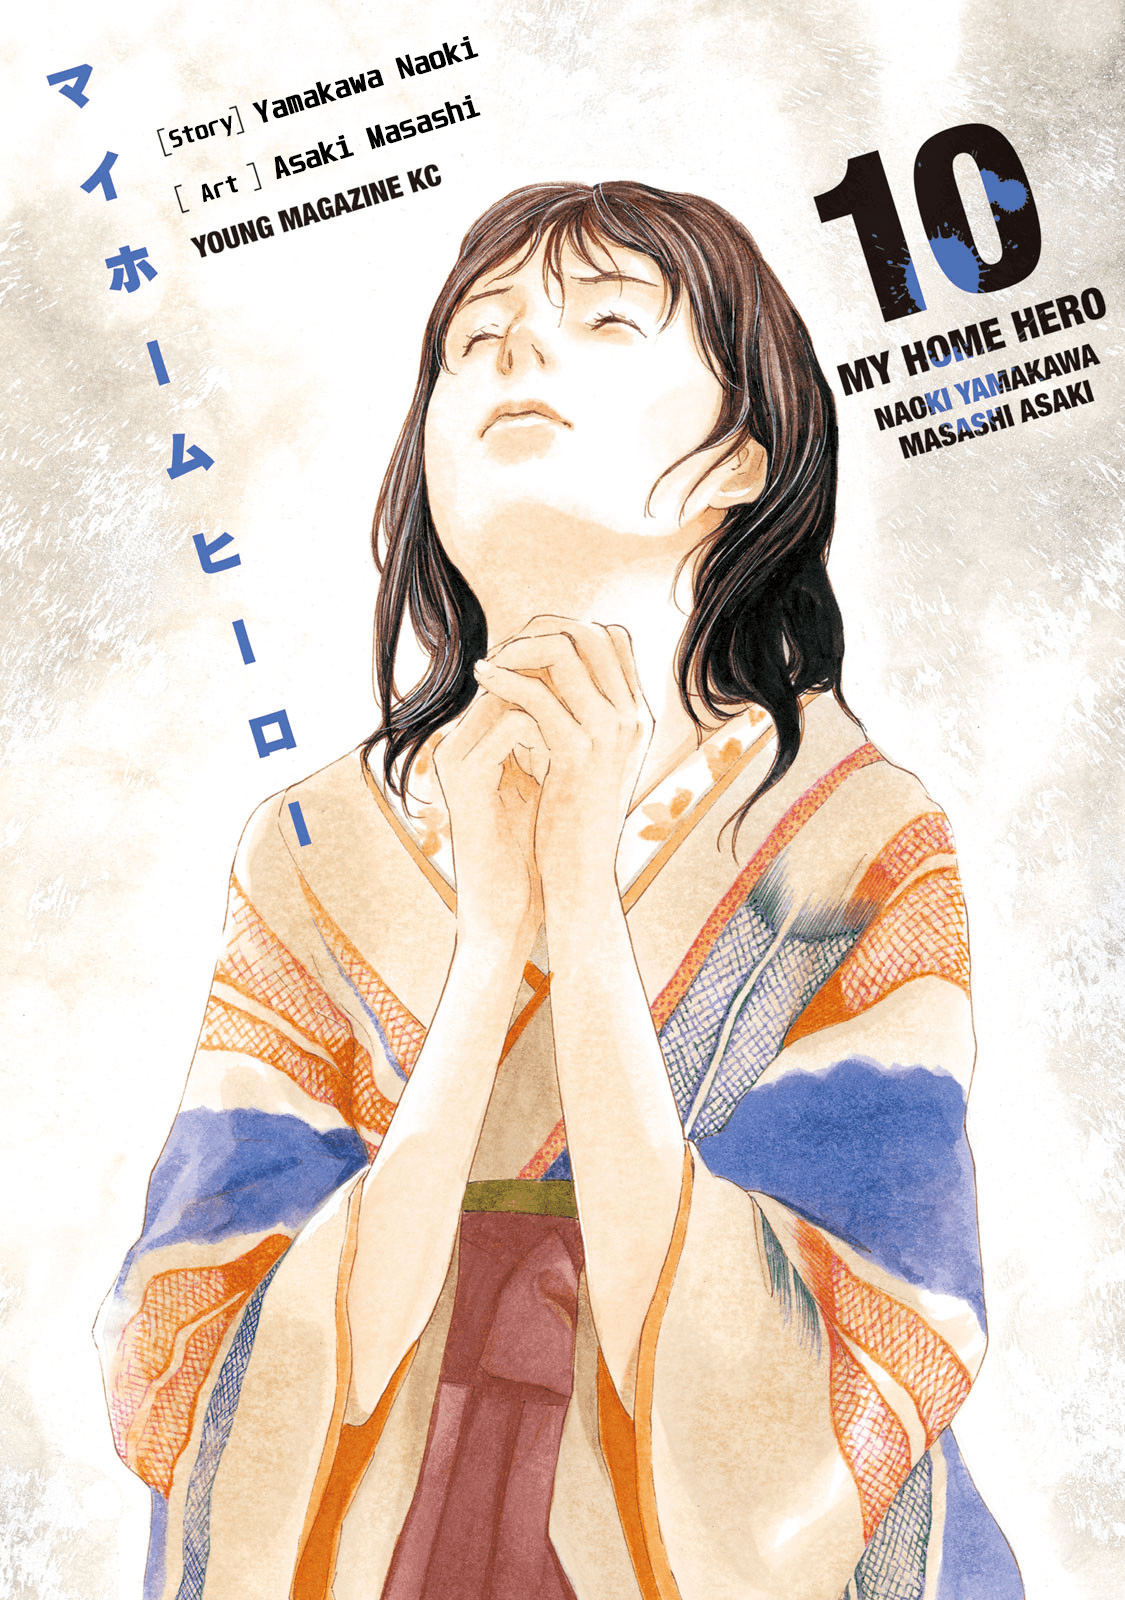 マイホームヒーロー
[Story] Yamakawa Naoki
[ Art ] Asaki Masashi
YOUNG MAGAZINE KC
10
MY HOME HERO
NAOKI YAMAKAWA
MASASHI ASAKI